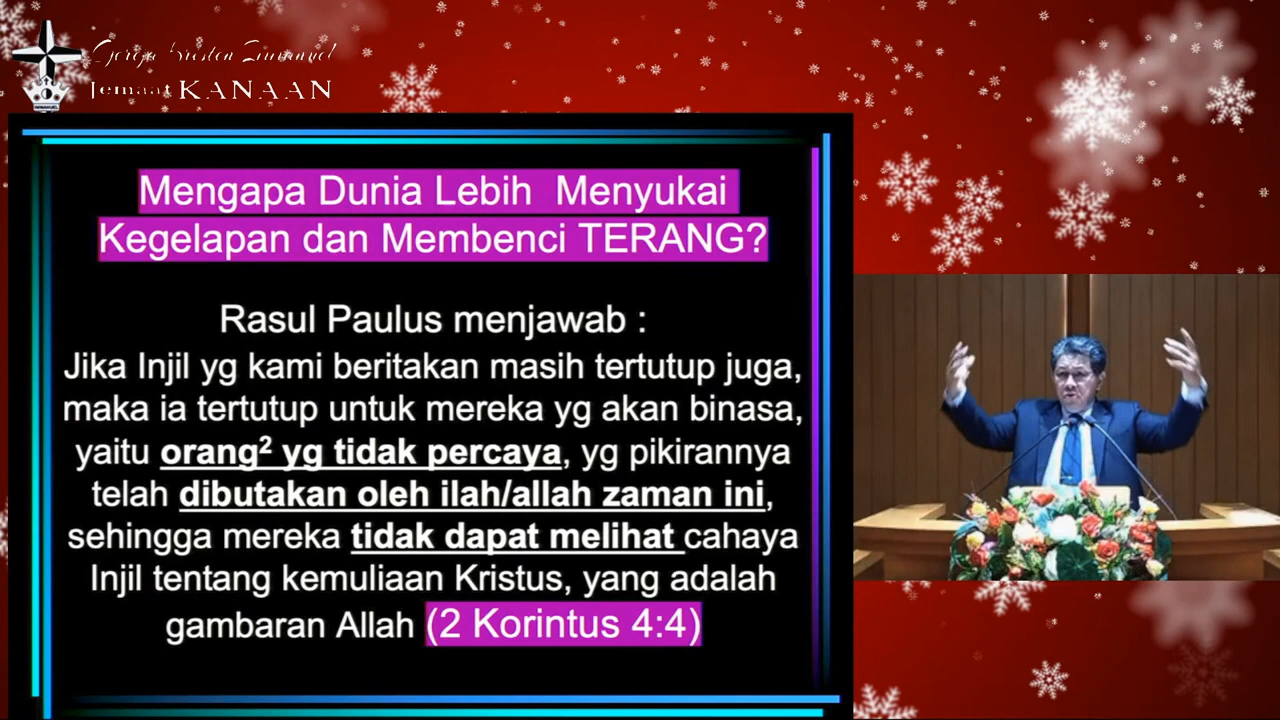 Gereja Kristen Immanuel
Jemaat KANAAN
Mengapa Dunia Lebih Menyukai
Kegelapan dan Membenci TERANG?
Rasul Paulus menjawab :
Jika Injil yg kami beritakan masih tertutup juga,
maka ia tertutup untuk mereka yg akan binasa,
yaitu orang² yg tidak percaya, yg pikirannya
telah dibutakan oleh ilah/allah zaman ini,
sehingga mereka tidak dapat melihat cahaya
Injil tentang kemuliaan Kristus, yang adalah
gambaran Allah (2 Korintus 4:4)